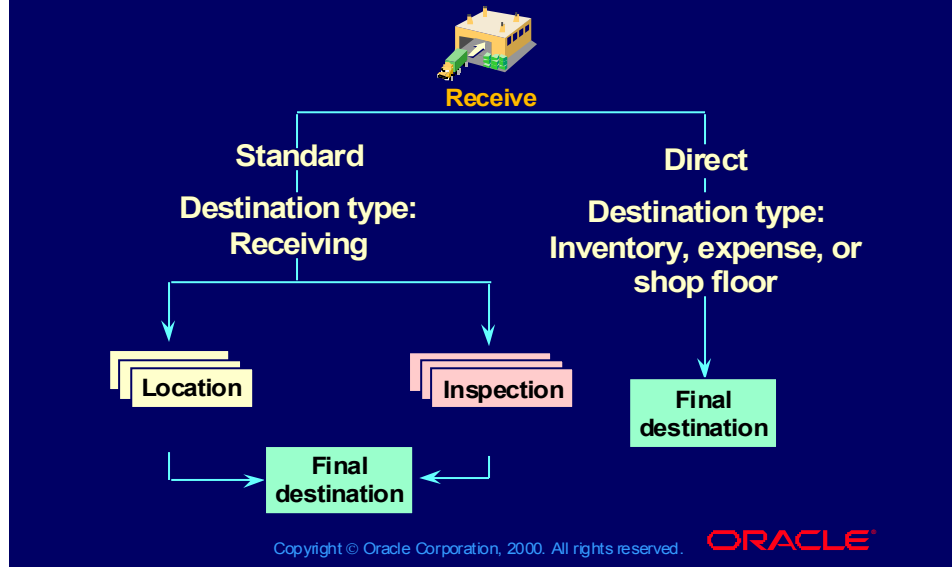 Receive
Standard
Destination type:
Receiving
Direct
Destination type:
Inventory, expense, or
shop floor
Location
Inspection
Final
destination
Final
destination
Copyright © Oracle Corporation, 2000. All rights reserved.
ORACLE®